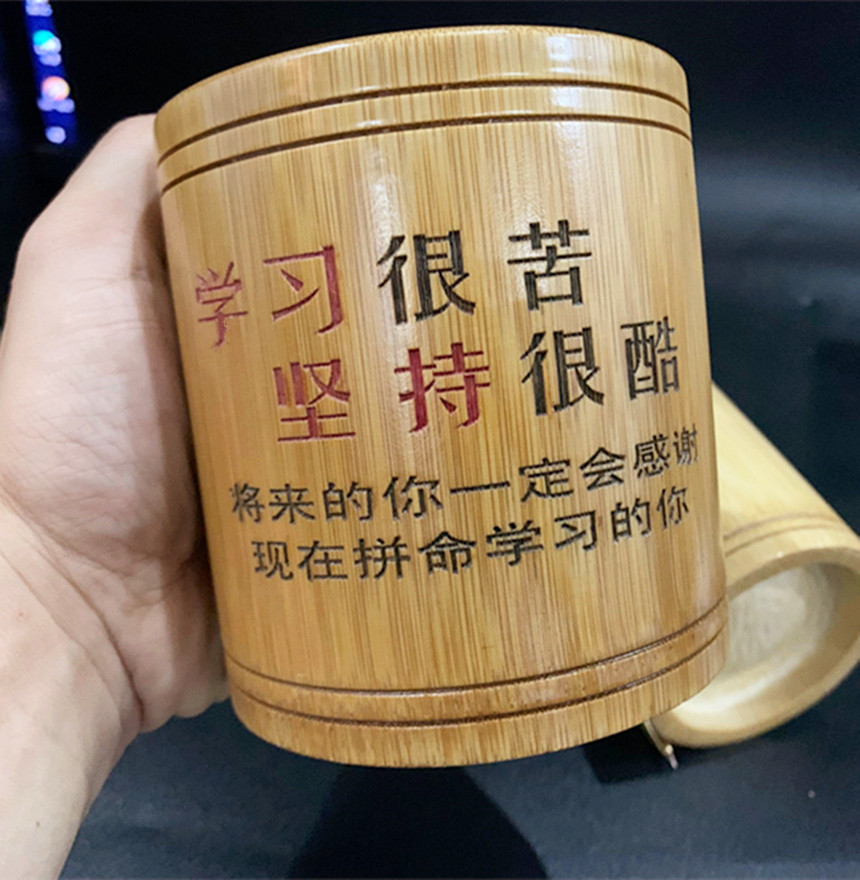 学习很苦
坚持很酷
将来的你一定会感谢
现在拼命学习的你